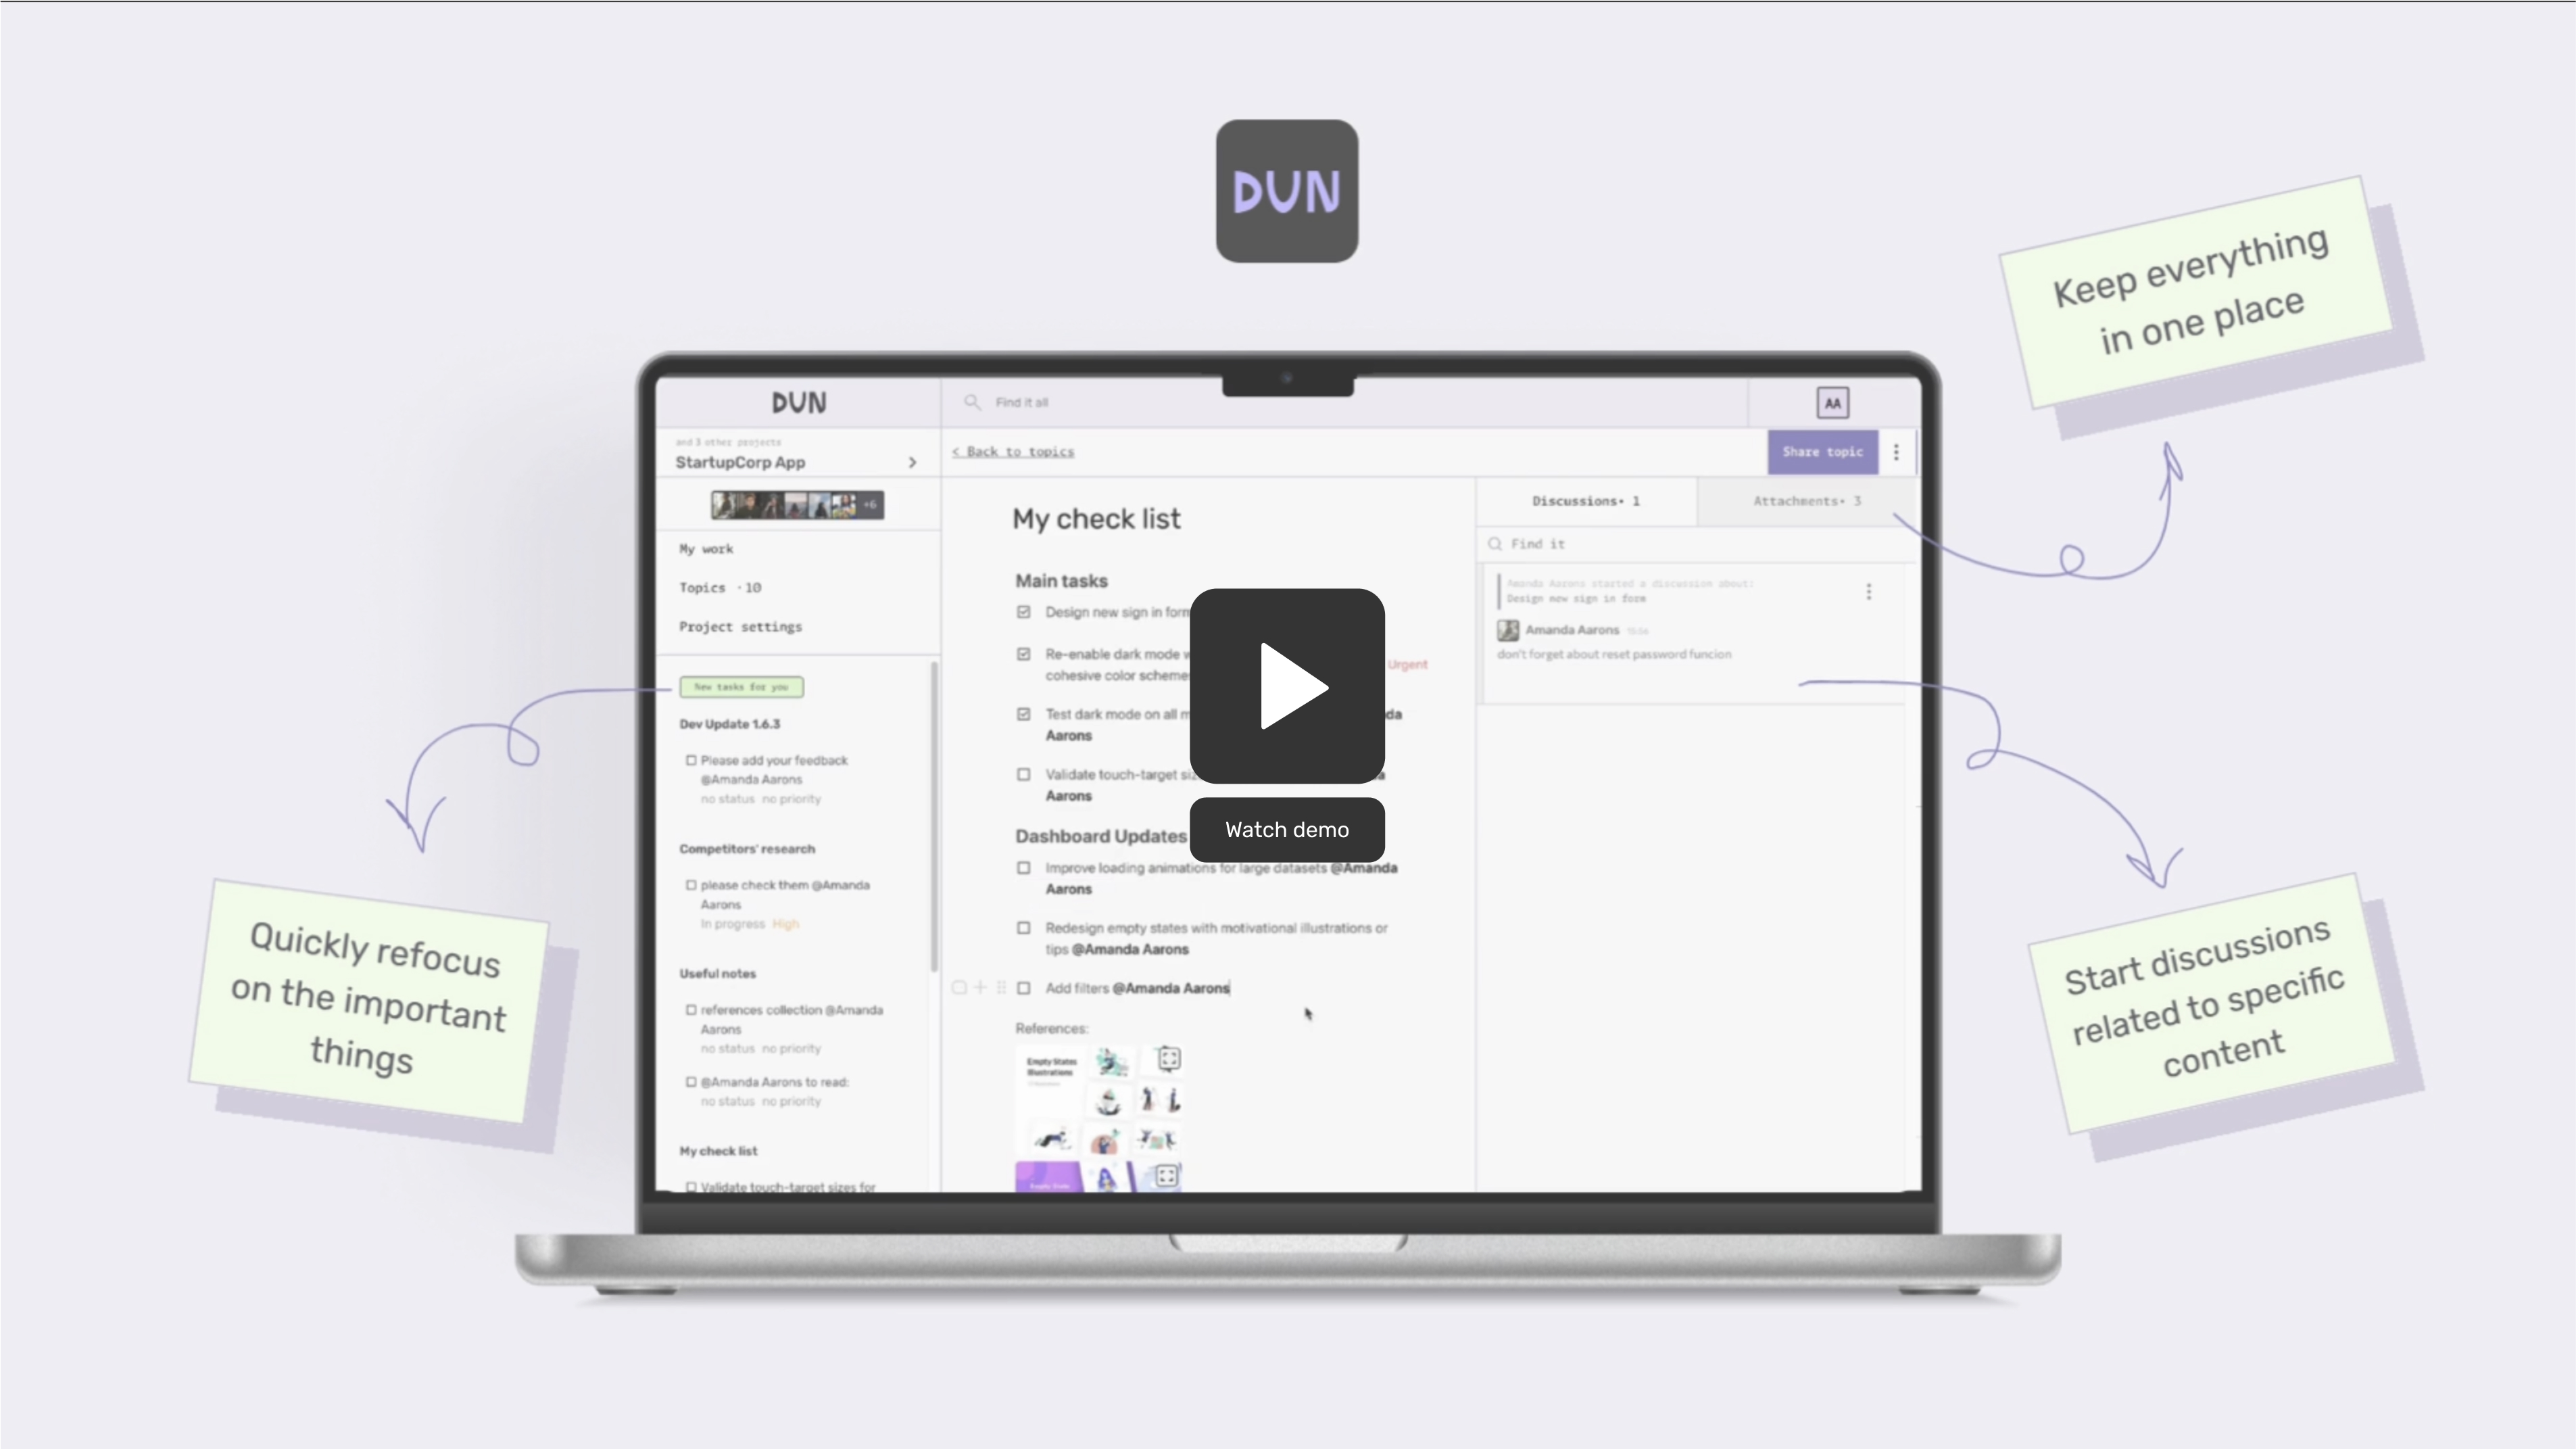 DUN
Keep everything
in one place
DUN
Find it all
AA
and 3 other projects
StartupCorp App
< Back to topics
Share topic
+6
My work
Topics · 10
Project settings
New tasks for you
Dev Update 1.6.3
Please add your feedback
@Amanda Aarons
no status no priority
Competitors' research
please check them @Amanda
Aarons
In progress High
Useful notes
references collection @Amanda
Aarons
no status no priority
@Amanda Aarons to read:
no status no priority
My check list
Validate touch-target sizes for
My check list
Main tasks
Design new sign in form
Re-enable dark mode
cohesive color scheme
Urgent
Test dark mode on all
Aarons
Validate touch-target
Aarons
Dashboard Updates
Improve loading animations for large datasets @Amanda
Aarons
Redesign empty states with motivational illustrations or
tips @Amanda Aarons
Add filters @Amanda Aarons
References:
Empty States
Illustrations
Empty State
Discussions• 1
Attachments• 3
Find it
Amanda Aarons started a discussion about:
Design new sign in form
Amanda Aarons
don't forget about reset password funcion
Watch demo
Quickly refocus
on the important
things
Start discussions
related to specific
content